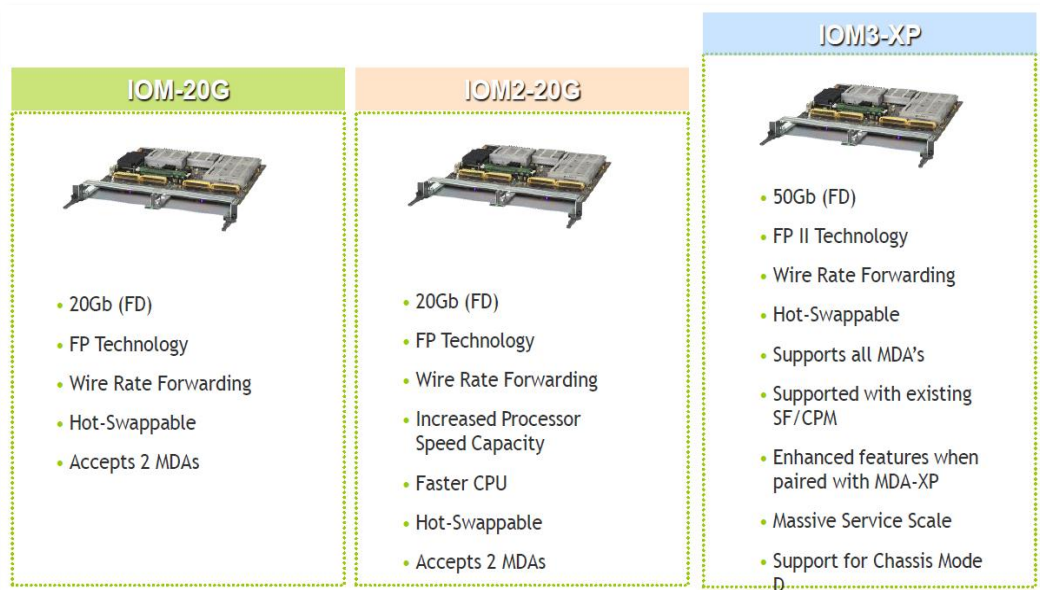 IOM-20G
20Gb (FD)
FP Technology
Wire Rate Forwarding
Hot-Swappable
Accepts 2 MDAs
IOM2-20G
20Gb (FD)
FP Technology
Wire Rate Forwarding
Increased Processor
Speed Capacity
Faster CPU
Hot-Swappable
Accepts 2 MDAs
IOM3-XP
50Gb (FD)
FP II Technology
Wire Rate Forwarding
Hot-Swappable
Supports all MDA's
Supported with existing
SF/CPM
Enhanced features when
paired with MDA-XP
Massive Service Scale
Support for Chassis Mode
D